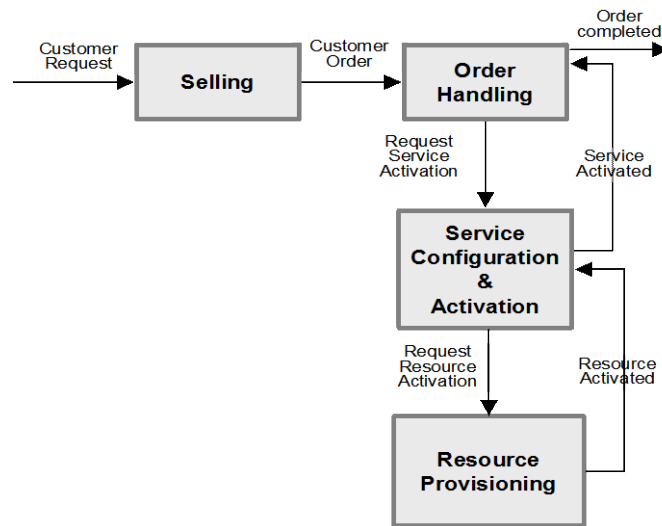 Customer
Request
Selling
Customer
Order
Order
Handling
Order
completed
Request
Service
Activation
Service
Activated
Service
Configuration
&
Activation
Request
Resource
Activation
Resource
Activated
Resource
Provisioning